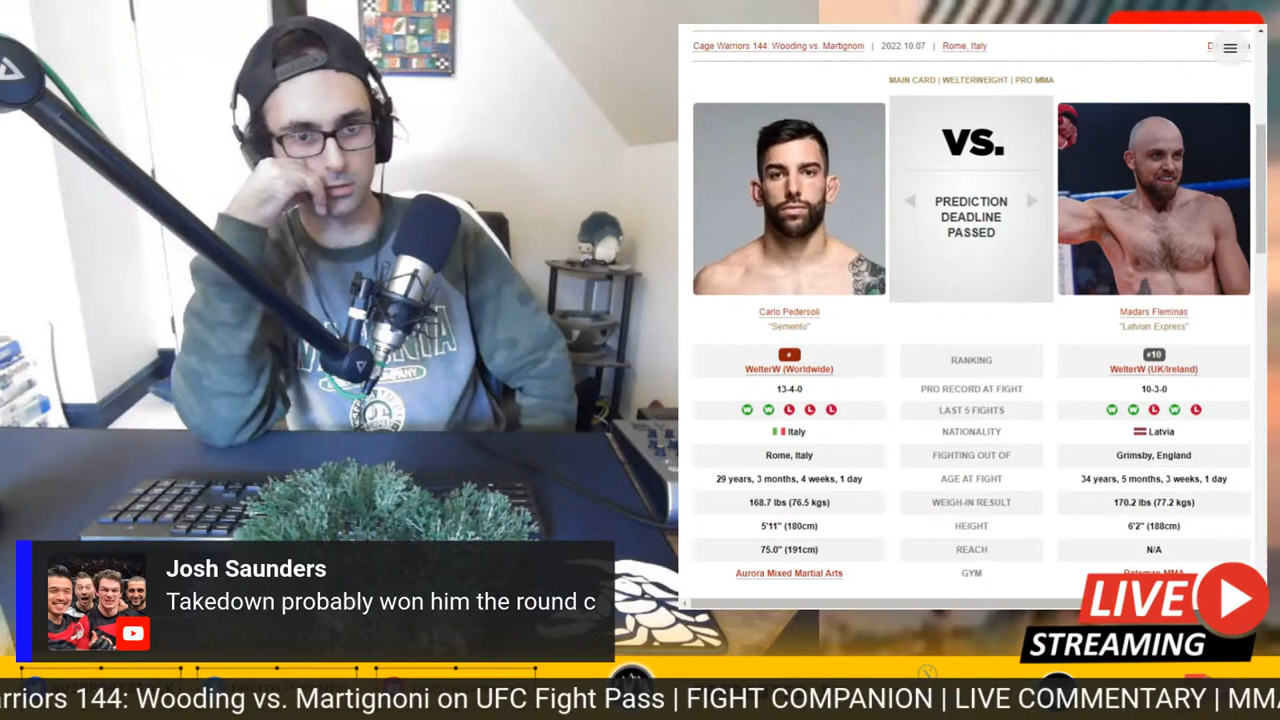 Cage Warriors 144: Wooding vs. Martignoni | 2022.10.07 | Rome, Italy
MAIN CARD | WELTERWEIGHT | PRO MMA
VS.
PREDICTION
DEADLINE
PASSED
Carlo Pedersoli
"Semento"
Madars Fleminas
"Latvian Express"
# RANKING #10
WelterW (Worldwide) WelterW (UK/Ireland)
13-4-0 PRO RECORD AT FIGHT 10-3-0
W W L L L LAST 5 FIGHTS W W L W L
Italy NATIONALITY Latvia
Rome, Italy FIGHTING OUT OF Grimsby, England
29 years, 3 months, 4 weeks, 1 day AGE AT FIGHT 34 years, 5 months, 3 weeks, 1 day
168.7 lbs (76.5 kgs) WEIGH-IN RESULT 170.2 lbs (77.2 kgs)
5'11" (180cm) HEIGHT 6'2" (188cm)
75.0" (191cm) REACH N/A
Aurora Mixed Martial Arts GYM
LIVE
STREAMING
Josh Saunders
Takedown probably won him the round c
rriors 144: Wooding vs. Martignoni on UFC Fight Pass | FIGHT COMPANION | LIVE COMMENTARY | MMA